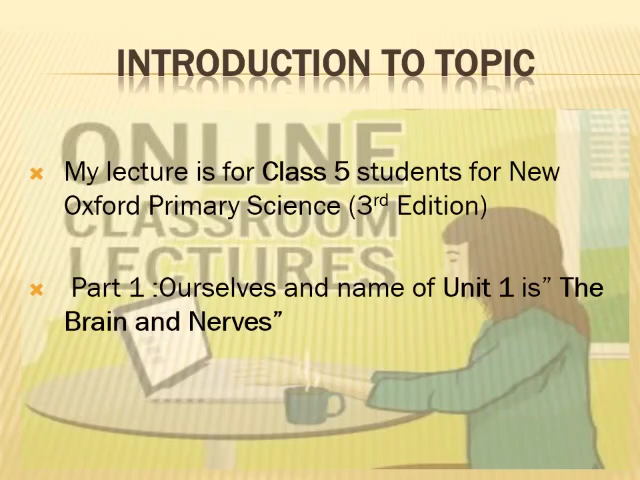 INTRODUCTION TO TOPIC
ONLINE
CLASSROOM
LECTURES
× My lecture is for Class 5 students for New
Oxford Primary Science (3rd Edition)
× Part 1 :Ourselves and name of Unit 1 is” The
Brain and Nerves”